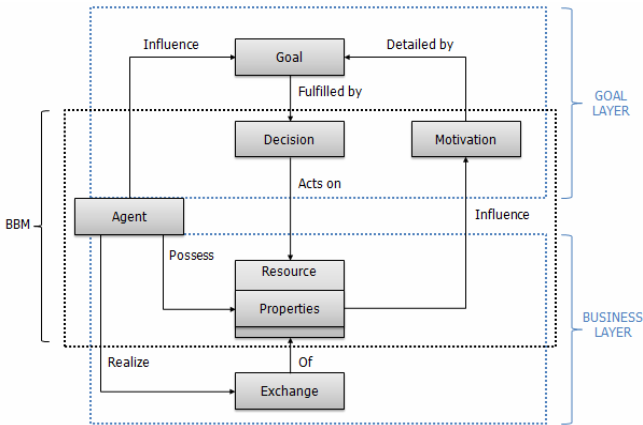 Influence
Goal
Detailed by
Fulfilled by
GOAL
LAYER
Decision
Motivation
Acts on
BBM
Agent
Influence
Possess
Resource
Properties
BUSINESS
LAYER
Realize
Of
Exchange